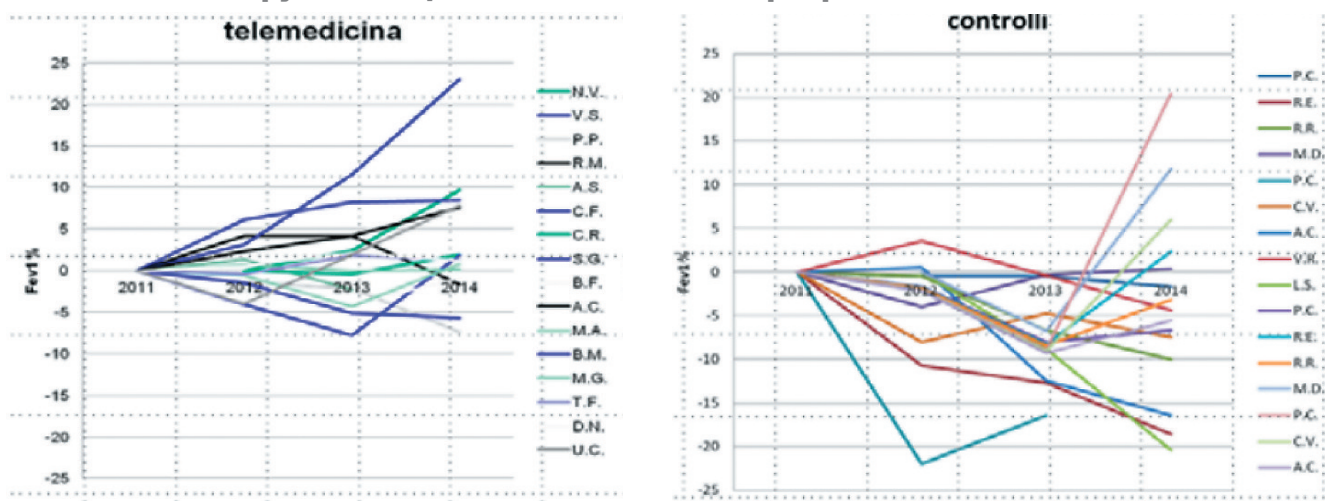 telemedicina
25
20
15
10
5
0
-5
-10
-15
-20
-25
Fev1%
2011 2012 2013 2014
N.V.
V.S.
P.P.
R.M.
A.S.
C.F.
C.R.
S.G.
B.F.
A.C.
M.A.
B.M.
M.G.
T.F.
D.N.
U.C.
controlli
25
20
15
10
5
0
-5
-10
-15
-20
-25
Fev1%
2011 2012 2013 2014
P.C.
R.E.
R.R.
M.D.
P.C.
C.V.
A.C.
V.R.
L.S.
P.C.
R.E.
R.R.
M.D.
P.C.
C.V.
A.C.